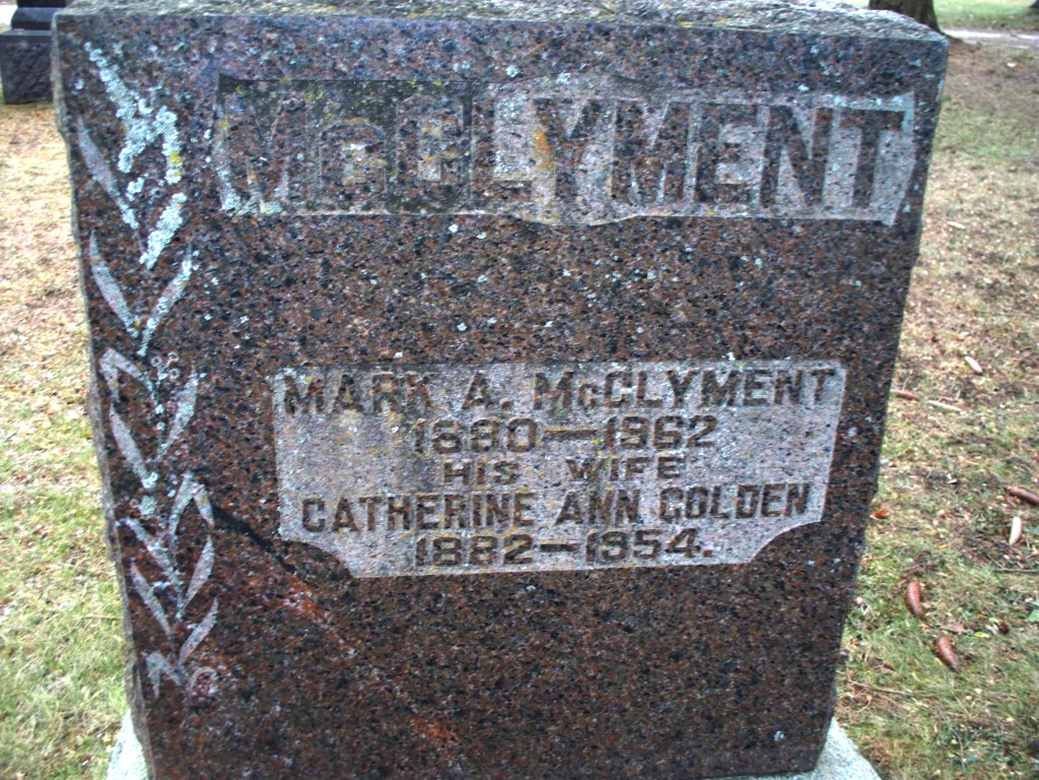 McCLYMENT
MARK A. McCLYMENT
1880–1962
HIS WIFE
CATHERINE ANN GOLDEN
1882–1954.